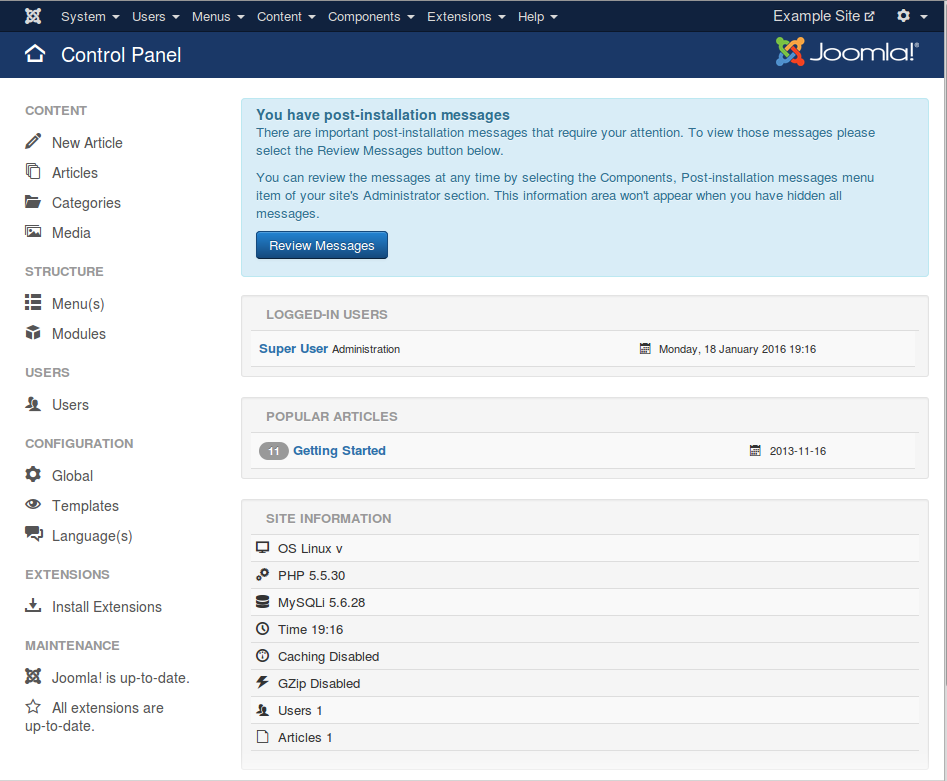 System Users Menus Content Components Extensions Help Example Site
Control Panel Joomla!®
CONTENT
New Article
Articles
Categories
Media
STRUCTURE
Menu(s)
Modules
USERS
Users
CONFIGURATION
Global
Templates
Language(s)
EXTENSIONS
Install Extensions
MAINTENANCE
Joomla! is up-to-date.
All extensions are
up-to-date.
You have post-installation messages
There are important post-installation messages that require your attention. To view those messages please
select the Review Messages button below.
You can review the messages at any time by selecting the Components, Post-installation messages menu
item of your site's Administrator section. This information area won't appear when you have hidden all
messages.
Review Messages
LOGGED-IN USERS
Super User Administration Monday, 18 January 2016 19:16
POPULAR ARTICLES
11 Getting Started 2013-11-16
SITE INFORMATION
OS Linux v
PHP 5.5.30
MySQLi 5.6.28
Time 19:16
Caching Disabled
GZip Disabled
Users 1
Articles 1